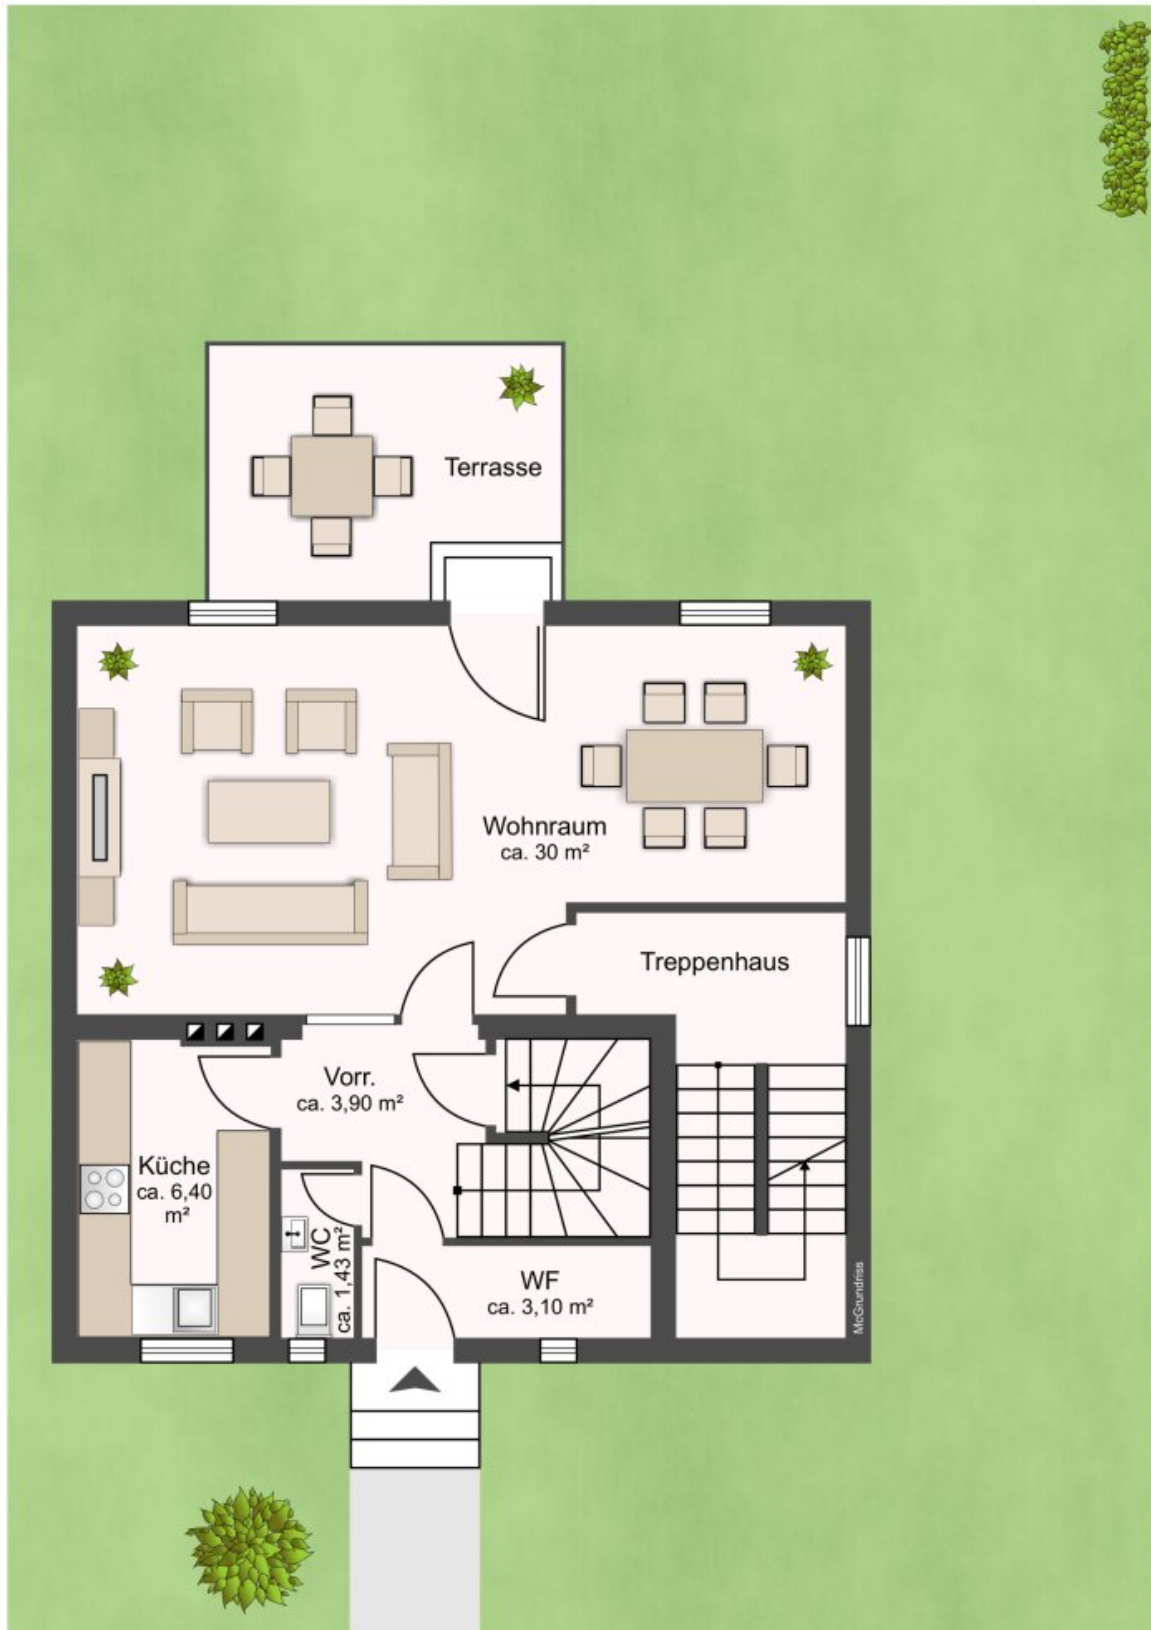 Terrasse
Wohnraum
ca. 30 m²
Treppenhaus
Vorr.
ca. 3,90 m²
Küche
ca. 6,40
m²
WC
ca. 1,43 m²
WF
ca. 3,10 m²
McGrundriss